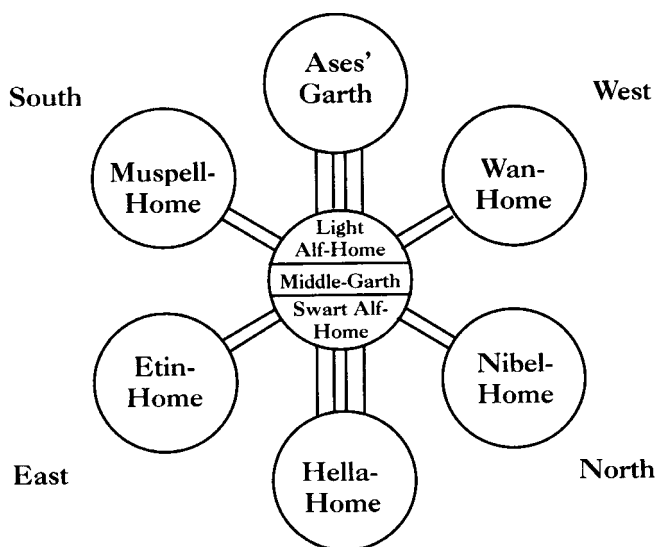 Ases'
Garth
South
West
Muspell-
Home
Wan-
Home
Light
Alf-Home
Middle-Garth
Swart Alf-
Home
Etin-
Home
Nibel-
Home
East
North
Hella-
Home